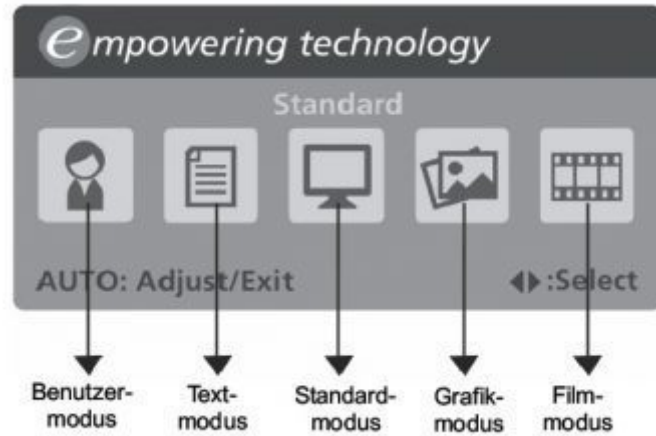 empowering technology
Standard
AUTO: Adjust/Exit ◀▶:Select
Benutzer-
modus
Text-
modus
Standard-
modus
Grafik-
modus
Film-
modus